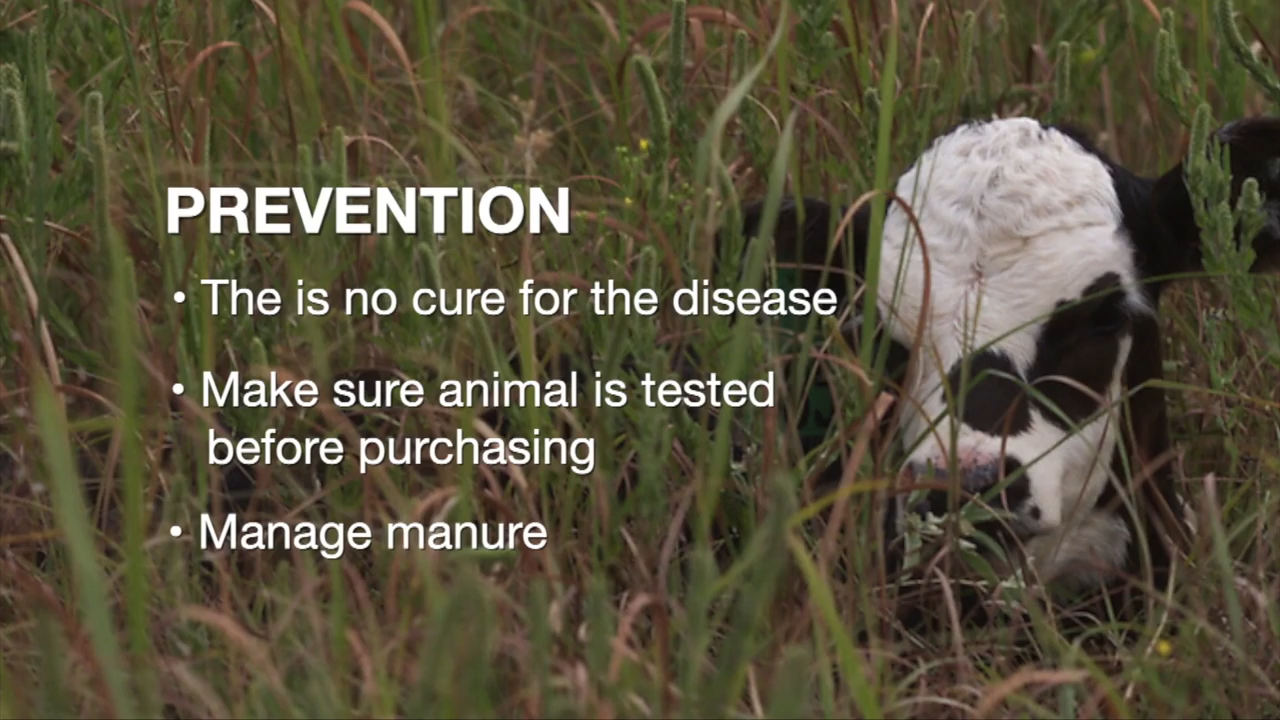 PREVENTION
• The is no cure for the disease
• Make sure animal is tested
before purchasing
• Manage manure